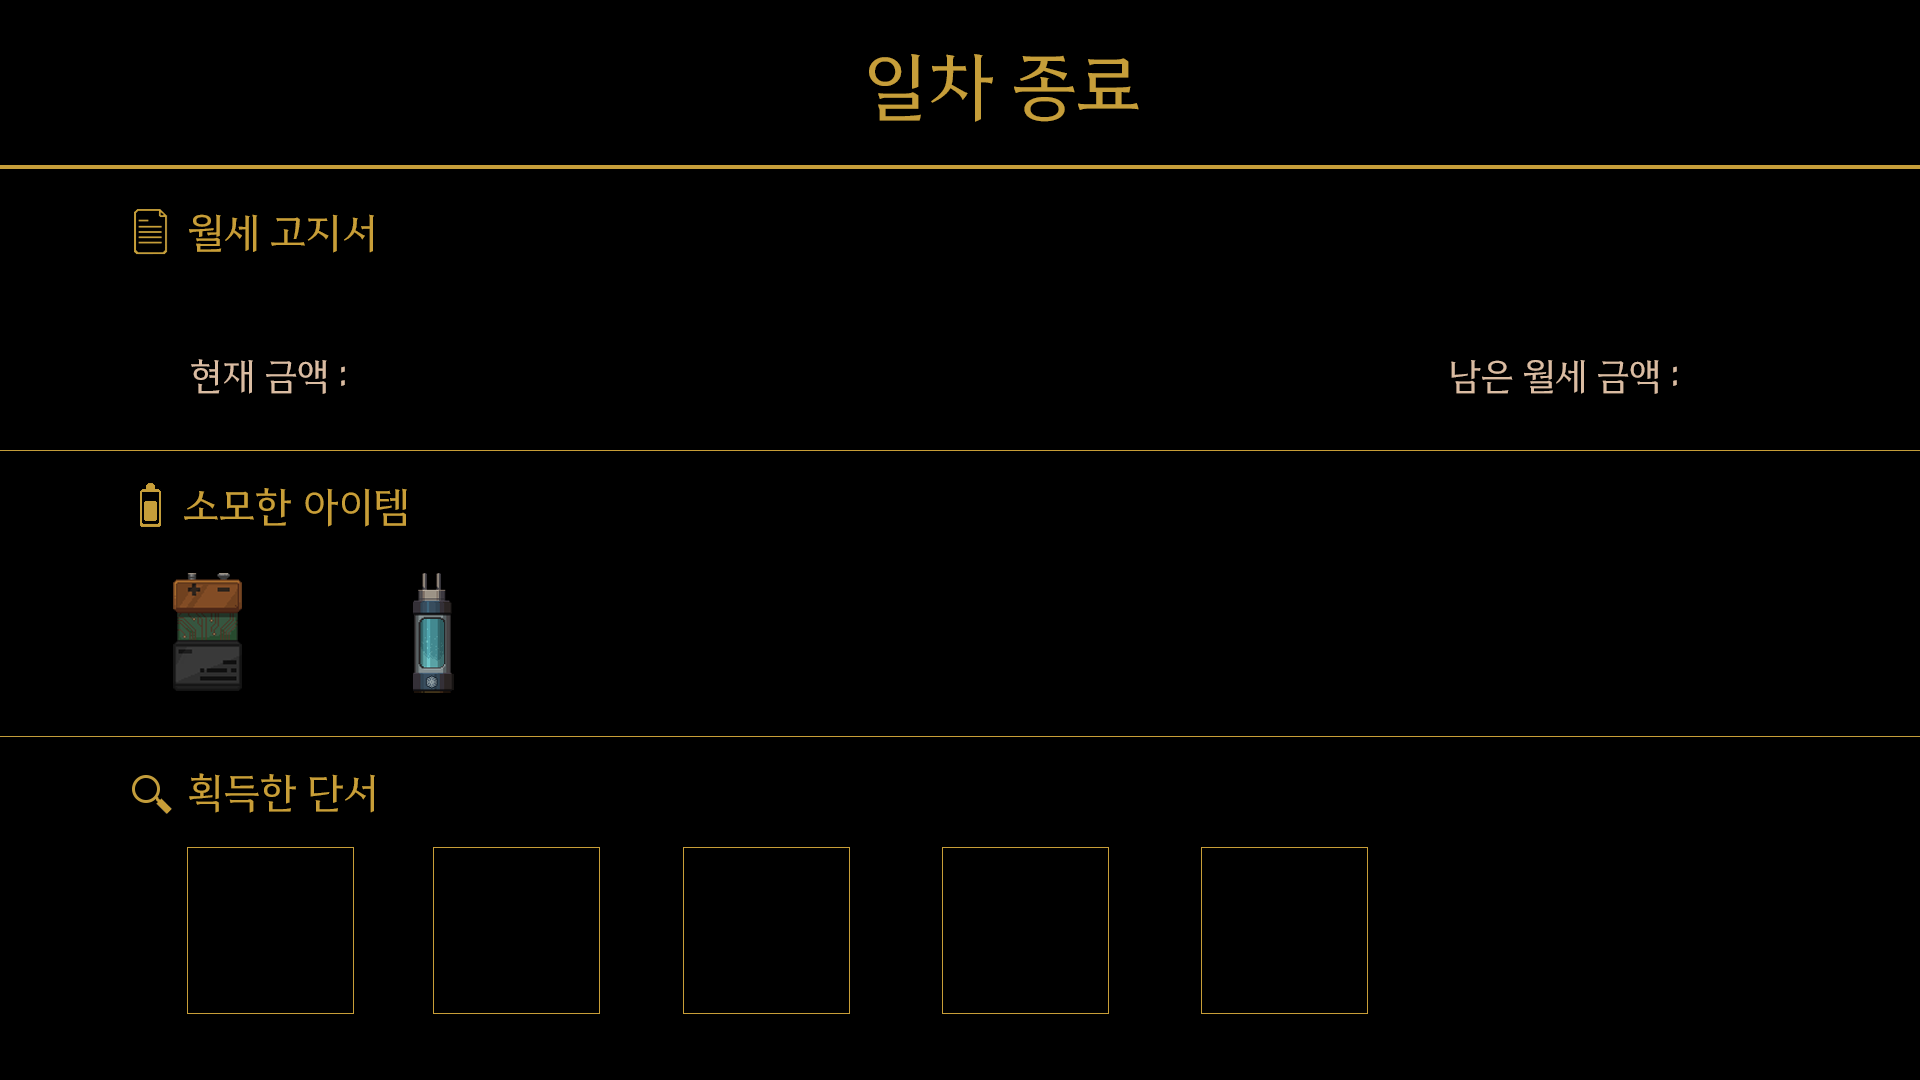 일차 종료
월세 고지서
현재 금액 :
남은 월세 금액 :
소모한 아이템
획득한 단서